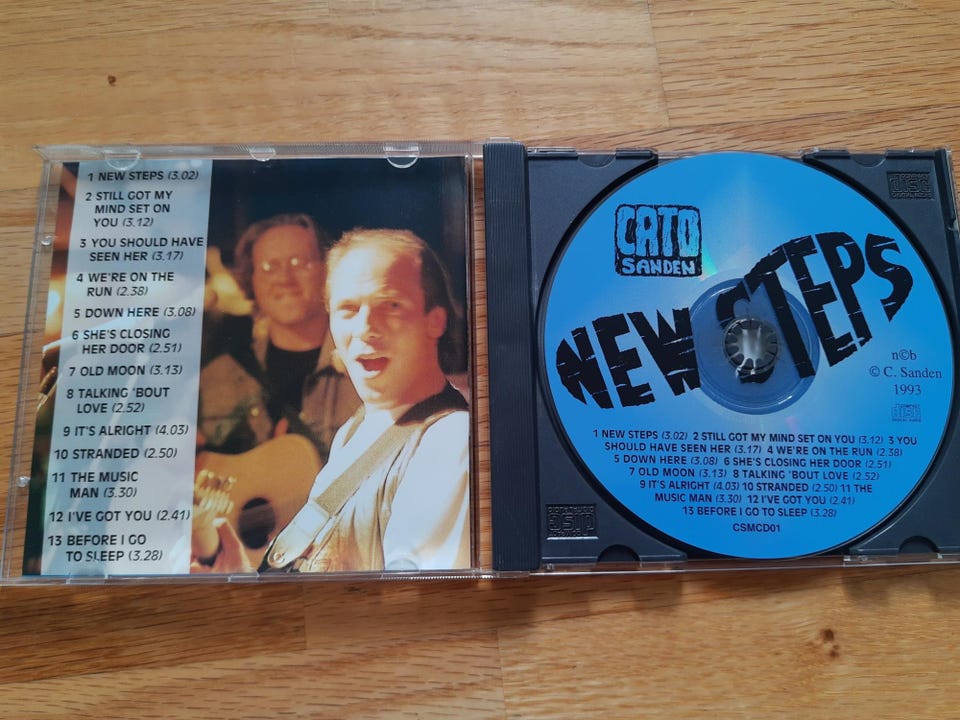 1 NEW STEPS (3.02)
2 STILL GOT MY
MIND SET ON
YOU (3.12)
3 YOU SHOULD HAVE
SEEN HER (3.17)
4 WE'RE ON THE
RUN (2.38)
5 DOWN HERE (3.08)
6 SHE'S CLOSING
HER DOOR (2.51)
7 OLD MOON (3.13)
8 TALKING 'BOUT
LOVE (2.52)
9 IT'S ALRIGHT (4.03)
10 STRANDED (2.50)
11 THE MUSIC
MAN (3.30)
12 I'VE GOT YOU (2.41)
13 BEFORE I GO
TO SLEEP (3.28)
CATO
SANDEN
NEW STEPS
n©b
© C. Sanden
1993
1 NEW STEPS (3.02) 2 STILL GOT MY MIND SET ON YOU (3.12) 3 YOU
SHOULD HAVE SEEN HER (3.17) 4 WE'RE ON THE RUN (2.38)
5 DOWN HERE (3.08) 6 SHE'S CLOSING HER DOOR (2.51)
7 OLD MOON (3.13) 8 TALKING 'BOUT LOVE (2.52)
9 IT'S ALRIGHT (4.03) 10 STRANDED (2.50) 11 THE
MUSIC MAN (3.30) 12 I'VE GOT YOU (2.41)
13 BEFORE I GO TO SLEEP (3.28)
CSMCD01